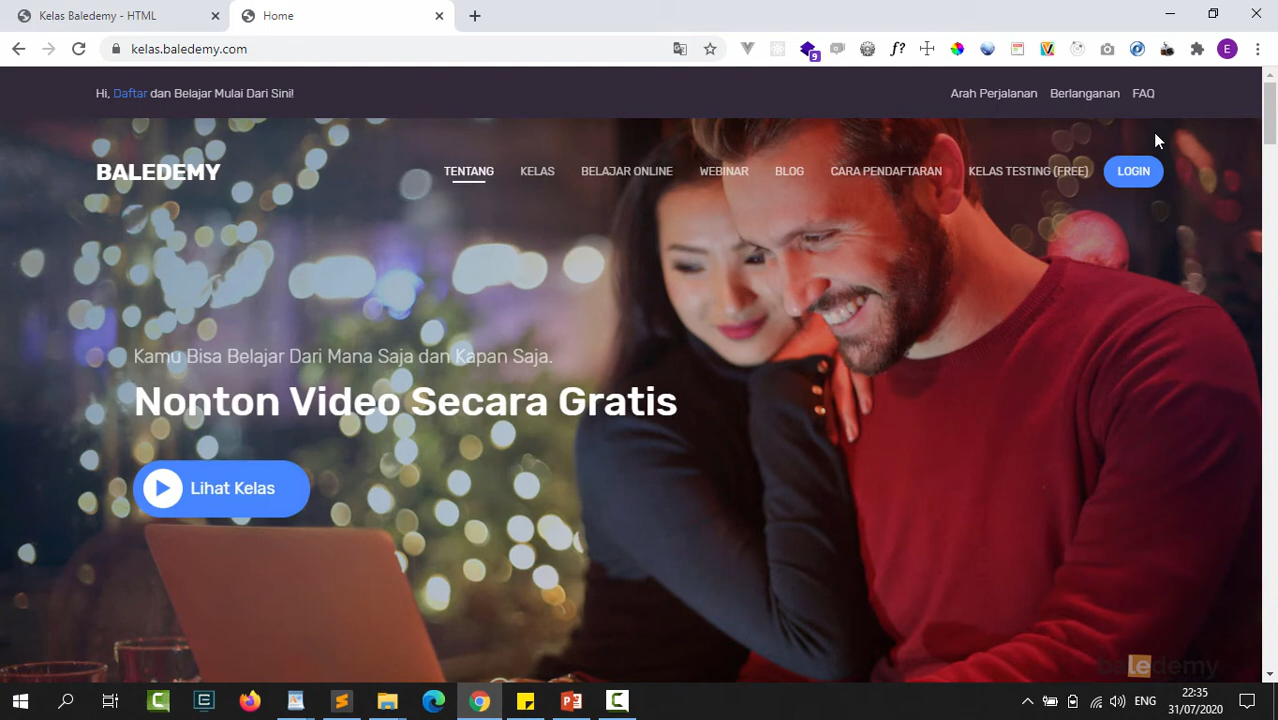 Kelas Baledemy - HTML
Home
kelas.baledemy.com
f?
9
E
Hi, Daftar dan Belajar Mulai Dari Sini!
Arah Perjalanan Berlanganan FAQ
BALEDEMY
TENTANG KELAS BELAJAR ONLINE WEBINAR BLOG CARA PENDAFTARAN KELAS TESTING (FREE) LOGIN
Kamu Bisa Belajar Dari Mana Saja dan Kapan Saja.
Nonton Video Secara Gratis
Lihat Kelas
baledemy
ENG
22:35
31/07/2020